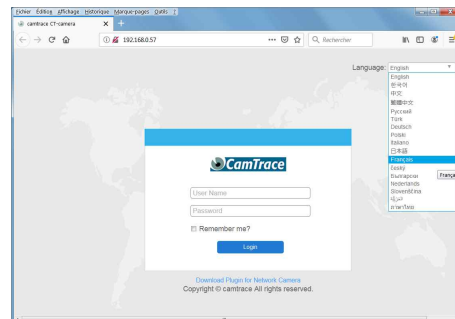 Fichier Édition Affichage Historique Marque-pages Outils ?
camtrace CT-camera
192.168.0.57
Rechercher
Language: English
English
한국어
中文
繁體中文
Русский
Türk
Deutsch
Polski
Italiano
日本語
Français
český
Български
Nederlands
Slovenščina
ภาษาไทย
CamTrace
User Name
Password
Remember me?
Login
Download Plugin for Network Camera
Copyright © camtrace All rights reserved.